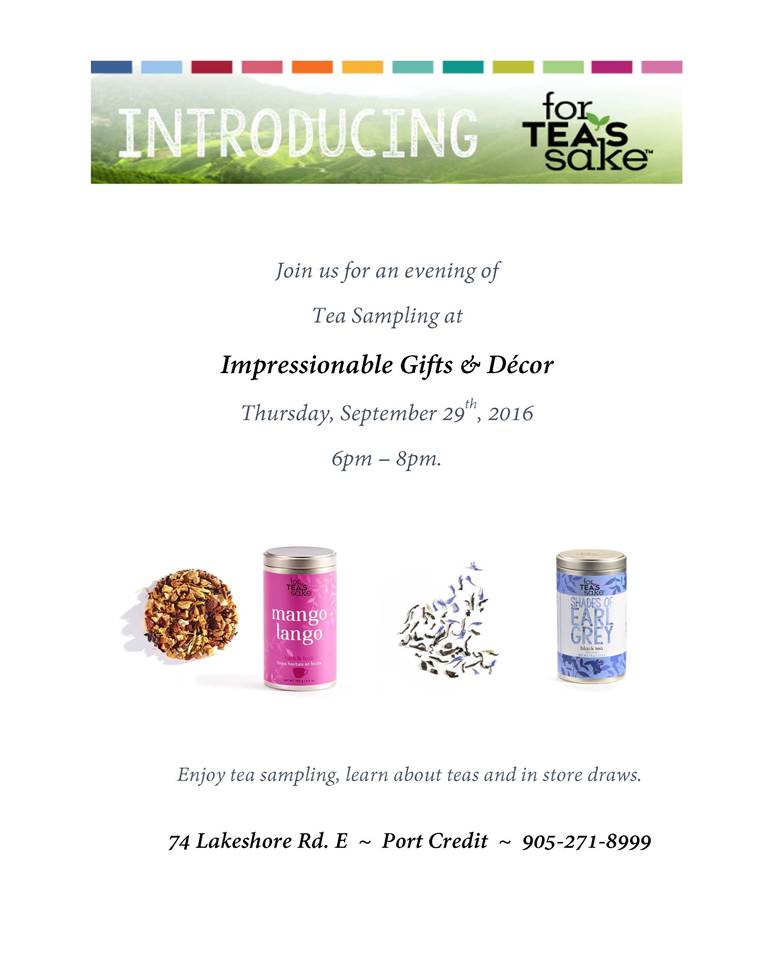 INTRODUCING
for
TEA'S
sake™
Join us for an evening of
Tea Sampling at
Impressionable Gifts & Décor
Thursday, September 29th, 2016
6pm – 8pm.
for
TEA'S
sake
mango
lango
for
TEA'S
sake
SHADES OF
EARL
GREY
black tea
Enjoy tea sampling, learn about teas and in store draws.
74 Lakeshore Rd. E ~ Port Credit ~ 905-271-8999